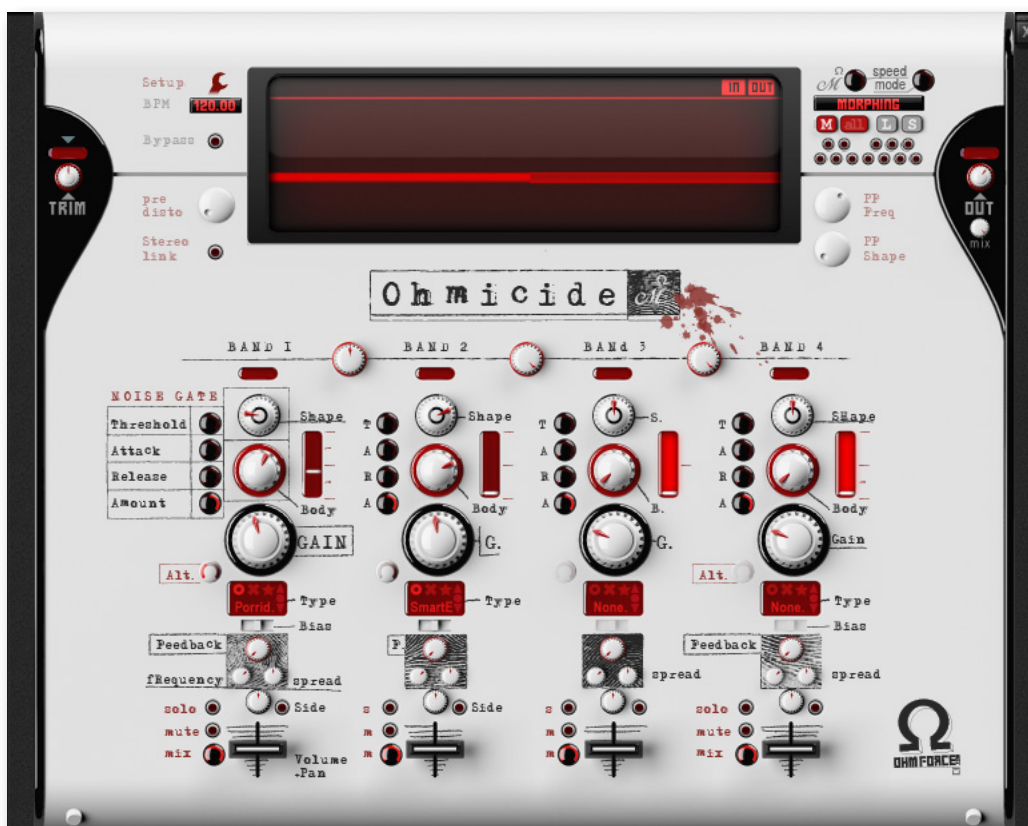 Setup
BPM 120.00
Bypass
TRIM
pre disto
Stereo link
IN OUT
speed mode
MORPHING
M all L S
PP Freq
PP Shape
OUT
mix
Ohmicide
BAND 1 BAND 2 BANd 3 BAND 4
NOISE GATE
Threshold Shape T Shape T S. T SHape
Attack A A A
Release R R R
Amount Body A Body A B. A Body
GAIN G. G. Gain
Alt. Alt.
Porrid. Type SmartE Type None. None. Type
Bias Bias
Feedback F. Feedback
fRequency spread spread spread
solo Side s Side s solo
mute m m mute
mix Volume +Pan m m mix
OHMFORCE